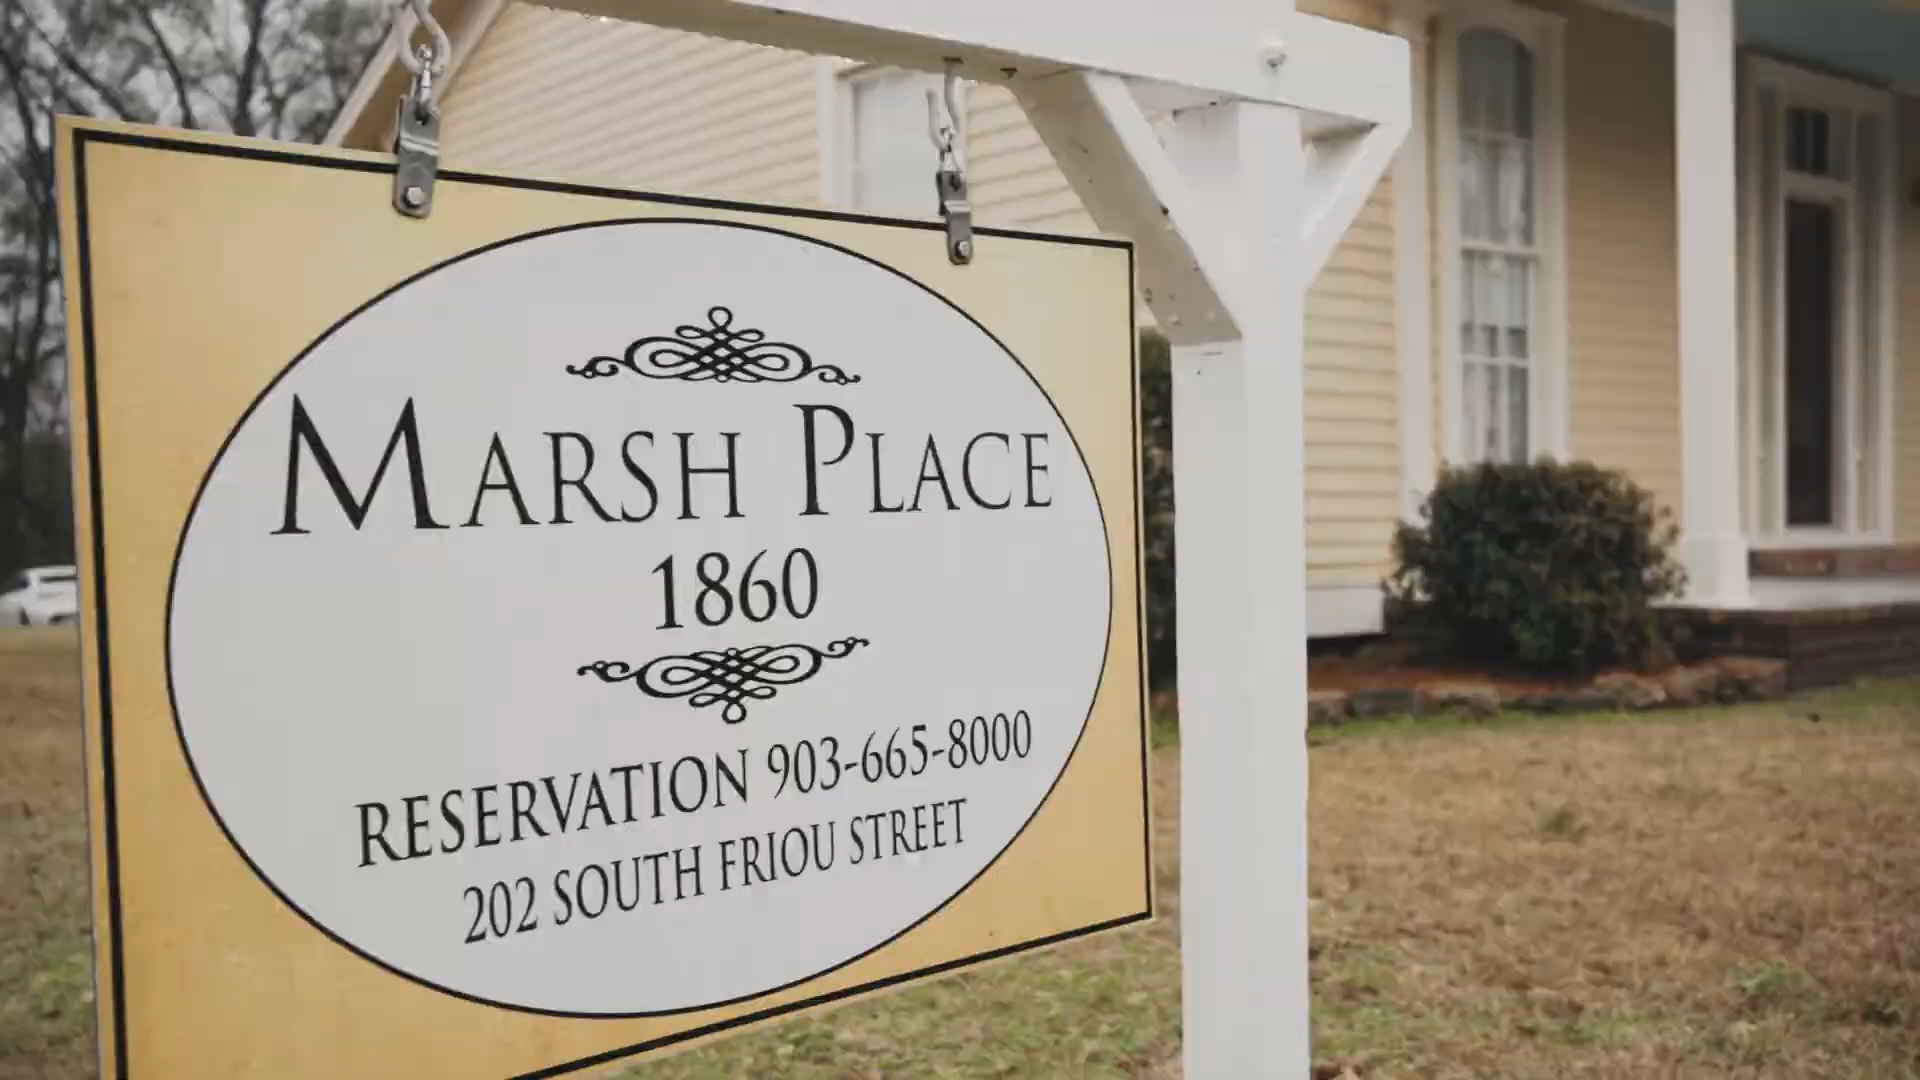 MARSH PLACE
1860
RESERVATION 903-665-8000
202 SOUTH FRIOU STREET